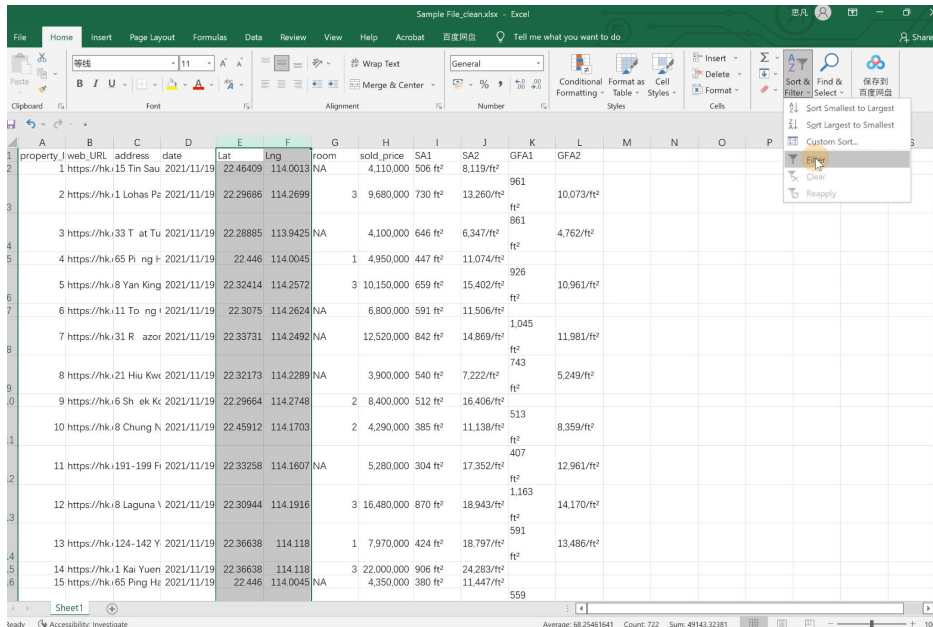 Sample File_clean.xlsx - Excel
思凡
File Home Insert Page Layout Formulas Data Review View Help Acrobat 百度网盘 Tell me what you want to do Share
等线 11 A A Wrap Text General Insert Σ Sort & Filter Find & Select 保存到 百度网盘
Paste B I U A Merge & Center % 9 Conditional Formatting Format as Table Cell Styles Delete Format
Clipboard Font Alignment Number Styles Cells
Sort Smallest to Largest
Sort Largest to Smallest
Custom Sort...
Filter
Clear
Reapply
A B C D E F G H I J K L M N O P S
property_I web_URL address date Lat Lng room sold_price SA1 SA2 GFA1 GFA2
2 1 https://hk. 15 Tin Sau 2021/11/19 22.46409 114.0013 NA 4,110,000 506 ft² 8,119/ft²
3 2 https://hk. 1 Lohas Pa 2021/11/19 22.29686 114.2699 3 9,680,000 730 ft² 13,260/ft² 961 ft² 10,073/ft²
4 3 https://hk. 33 T at Tu 2021/11/19 22.28885 113.9425 NA 4,100,000 646 ft² 6,347/ft² 861 ft² 4,762/ft²
5 4 https://hk. 65 Pi ng H 2021/11/19 22.446 114.0045 1 4,950,000 447 ft² 11,074/ft²
6 5 https://hk. 8 Yan King 2021/11/19 22.32414 114.2572 3 10,150,000 659 ft² 15,402/ft² 926 ft² 10,961/ft²
7 6 https://hk. 11 To ng 2021/11/19 22.3075 114.2624 NA 6,800,000 591 ft² 11,506/ft²
8 7 https://hk. 31 R azor 2021/11/19 22.33731 114.2492 NA 12,520,000 842 ft² 14,869/ft² 1,045 ft² 11,981/ft²
9 8 https://hk. 21 Hiu Kwo 2021/11/19 22.32173 114.2289 NA 3,900,000 540 ft² 7,222/ft² 743 ft² 5,249/ft²
0 9 https://hk. 6 Sh ek Ko 2021/11/19 22.29664 114.2748 2 8,400,000 512 ft² 16,406/ft²
1 10 https://hk. 8 Chung N 2021/11/19 22.45912 114.1703 2 4,290,000 385 ft² 11,138/ft² 513 ft² 8,359/ft²
2 11 https://hk. 191-199 F 2021/11/19 22.33258 114.1607 NA 5,280,000 304 ft² 17,352/ft² 407 ft² 12,961/ft²
3 12 https://hk. 8 Laguna 2021/11/19 22.30944 114.1916 3 16,480,000 870 ft² 18,943/ft² 1,163 ft² 14,170/ft²
4 13 https://hk. 124-142 Y 2021/11/19 22.36638 114.118 1 7,970,000 424 ft² 18,797/ft² 591 ft² 13,486/ft²
5 14 https://hk. 1 Kai Yuen 2021/11/19 22.36638 114.118 3 22,000,000 906 ft² 24,283/ft²
6 15 https://hk. 65 Ping Ha 2021/11/19 22.446 114.0045 NA 4,350,000 380 ft² 11,447/ft²
559
Sheet1
Ready Accessibility: Investigate Average: 68.25461641 Count: 722 Sum: 49143.32381 10